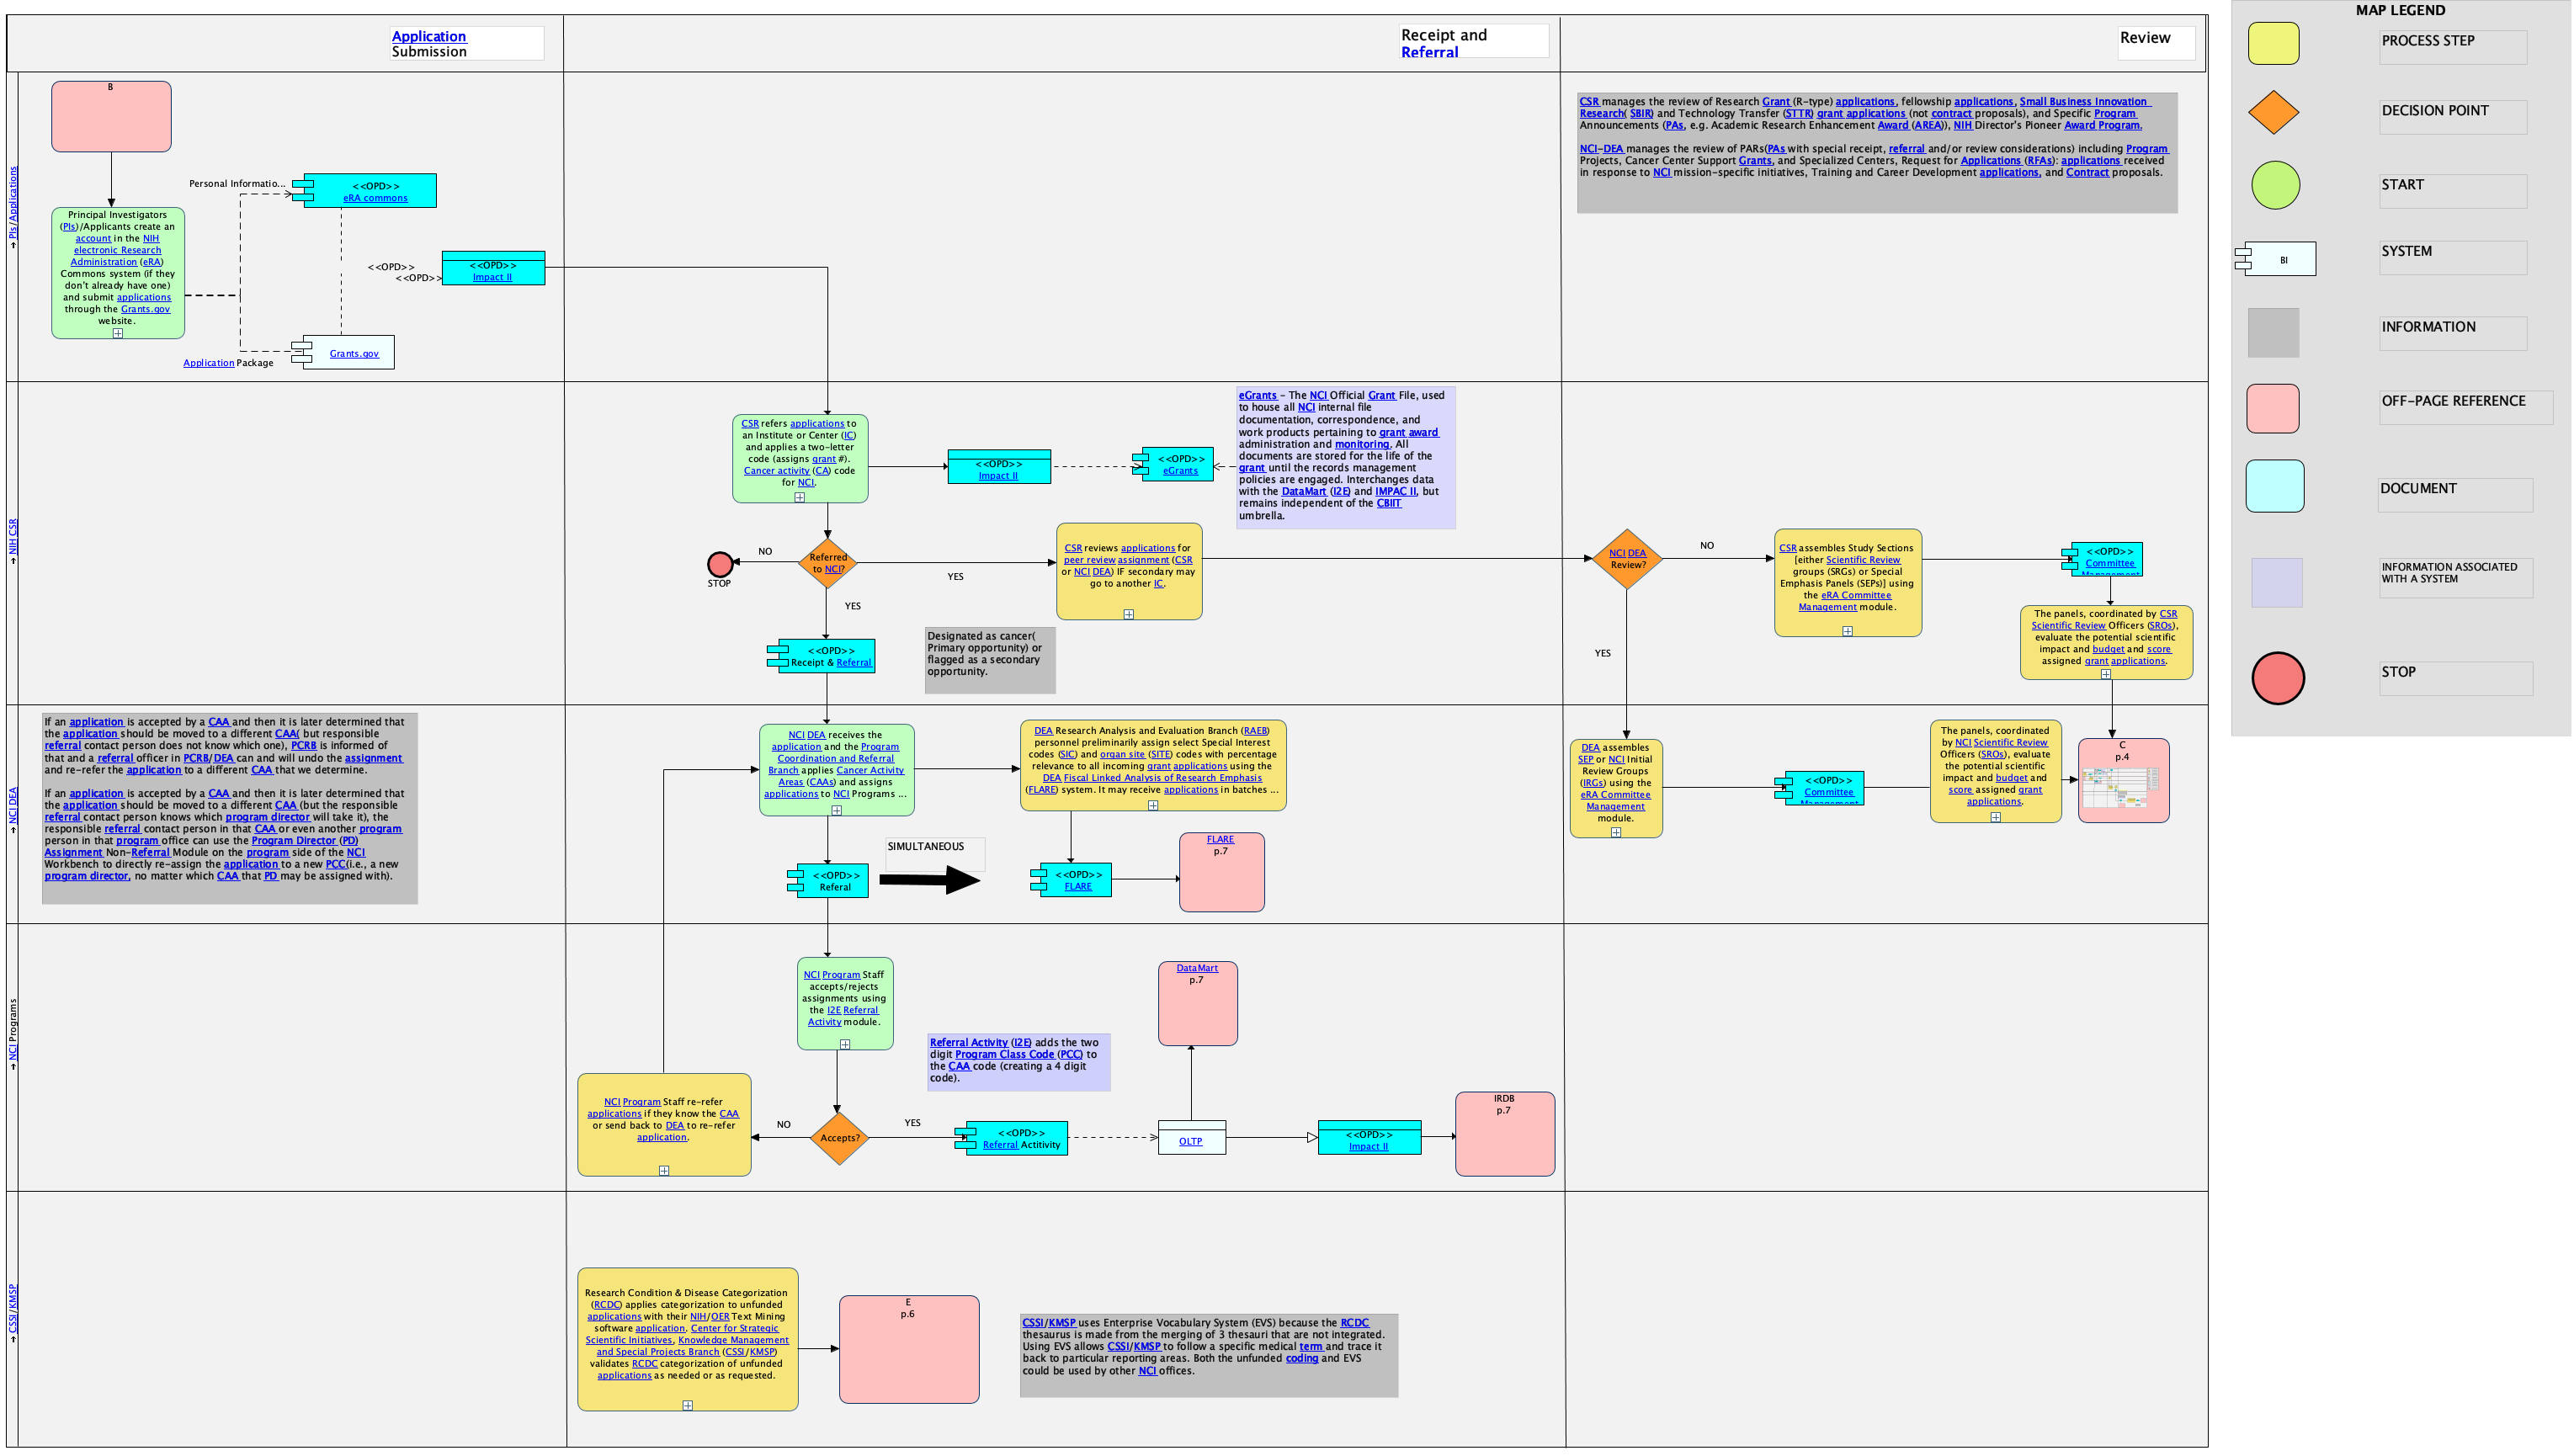 Application
Submission
Receipt and
Referral
Review
MAP LEGEND
PROCESS STEP
DECISION POINT
START
BI
SYSTEM
INFORMATION
OFF-PAGE REFERENCE
DOCUMENT
INFORMATION ASSOCIATED
WITH A SYSTEM
STOP
PIs/Applications
B
Principal Investigators
(PIs)/Applicants create an
account in the NIH
electronic Research
Administration (eRA)
Commons system (if they
don't already have one)
and submit applications
through the Grants.gov
website.
Personal Informatio...
<<OPD>>
eRA commons
<<OPD>>
<<OPD>>
<<OPD>>
Impact II
Grants.gov
Application Package
CSR manages the review of Research Grant (R-type) applications, fellowship applications, Small Business Innovation
Research( SBIR) and Technology Transfer (STTR) grant applications (not contract proposals), and Specific Program
Announcements (PAs, e.g. Academic Research Enhancement Award (AREA)), NIH Director's Pioneer Award Program.
NCI-DEA manages the review of PARs(PAs with special receipt, referral and/or review considerations) including Program
Projects, Cancer Center Support Grants, and Specialized Centers, Request for Applications (RFAs): applications received
in response to NCI mission-specific initiatives, Training and Career Development applications, and Contract proposals.
NIH CSR
CSR refers applications to
an Institute or Center (IC)
and applies a two-letter
code (assigns grant #).
Cancer activity (CA) code
for NCI.
<<OPD>>
Impact II
<<OPD>>
eGrants
eGrants - The NCI Official Grant File, used
to house all NCI internal file
documentation, correspondence, and
work products pertaining to grant award
administration and monitoring. All
documents are stored for the life of the
grant until the records management
policies are engaged. Interchanges data
with the DataMart (I2E) and IMPAC II, but
remains independent of the CBIIT
umbrella.
NO
STOP
Referred
to NCI?
YES
CSR reviews applications for
peer review assignment (CSR
or NCI DEA) IF secondary may
go to another IC.
YES
<<OPD>>
Receipt & Referral
Designated as cancer(
Primary opportunity) or
flagged as a secondary
opportunity.
NCI DEA
Review?
NO
CSR assembles Study Sections
[either Scientific Review
groups (SRGs) or Special
Emphasis Panels (SEPs)] using
the eRA Committee
Management module.
<<OPD>>
Committee
Management
The panels, coordinated by CSR
Scientific Review Officers (SROs),
evaluate the potential scientific
impact and budget and score
assigned grant applications.
YES
NCI DEA
If an application is accepted by a CAA and then it is later determined that
the application should be moved to a different CAA( but responsible
referral contact person does not know which one), PCRB is informed of
that and a referral officer in PCRB/DEA can and will undo the assignment
and re-refer the application to a different CAA that we determine.
If an application is accepted by a CAA and then it is later determined that
the application should be moved to a different CAA (but the responsible
referral contact person knows which program director will take it), the
responsible referral contact person in that CAA or even another program
person in that program office can use the Program Director (PD)
Assignment Non-Referral Module on the program side of the NCI
Workbench to directly re-assign the application to a new PCC(i.e., a new
program director, no matter which CAA that PD may be assigned with).
NCI DEA receives the
application and the Program
Coordination and Referral
Branch applies Cancer Activity
Areas (CAAs) and assigns
applications to NCI Programs ...
DEA Research Analysis and Evaluation Branch (RAEB)
personnel preliminarily assign select Special Interest
codes (SIC) and organ site (SITE) codes with percentage
relevance to all incoming grant applications using the
DEA Fiscal Linked Analysis of Research Emphasis
(FLARE) system. It may receive applications in batches ...
SIMULTANEOUS
<<OPD>>
Referal
<<OPD>>
FLARE
FLARE
p.7
DEA assembles
SEP or NCI Initial
Review Groups
(IRGs) using the
eRA Committee
Management
module.
<<OPD>>
Committee
Management
The panels, coordinated
by NCI Scientific Review
Officers (SROs), evaluate
the potential scientific
impact and budget and
score assigned grant
applications.
C
p.4
NCI Programs
NCI Program Staff
accepts/rejects
assignments using
the I2E Referral
Activity module.
DataMart
p.7
Referral Activity (I2E) adds the two
digit Program Class Code (PCC) to
the CAA code (creating a 4 digit
code).
NCI Program Staff re-refer
applications if they know the CAA
or send back to DEA to re-refer
application.
NO
Accepts?
YES
<<OPD>>
Referral Actitivity
OLTP
<<OPD>>
Impact II
IRDB
p.7
CSSI/KMSP
Research Condition & Disease Categorization
(RCDC) applies categorization to unfunded
applications with their NIH/OER Text Mining
software application. Center for Strategic
Scientific Initiatives, Knowledge Management
and Special Projects Branch (CSSI/KMSP)
validates RCDC categorization of unfunded
applications as needed or as requested.
E
p.6
CSSI/KMSP uses Enterprise Vocabulary System (EVS) because the RCDC
thesaurus is made from the merging of 3 thesauri that are not integrated.
Using EVS allows CSSI/KMSP to follow a specific medical term and trace it
back to particular reporting areas. Both the unfunded coding and EVS
could be used by other NCI offices.